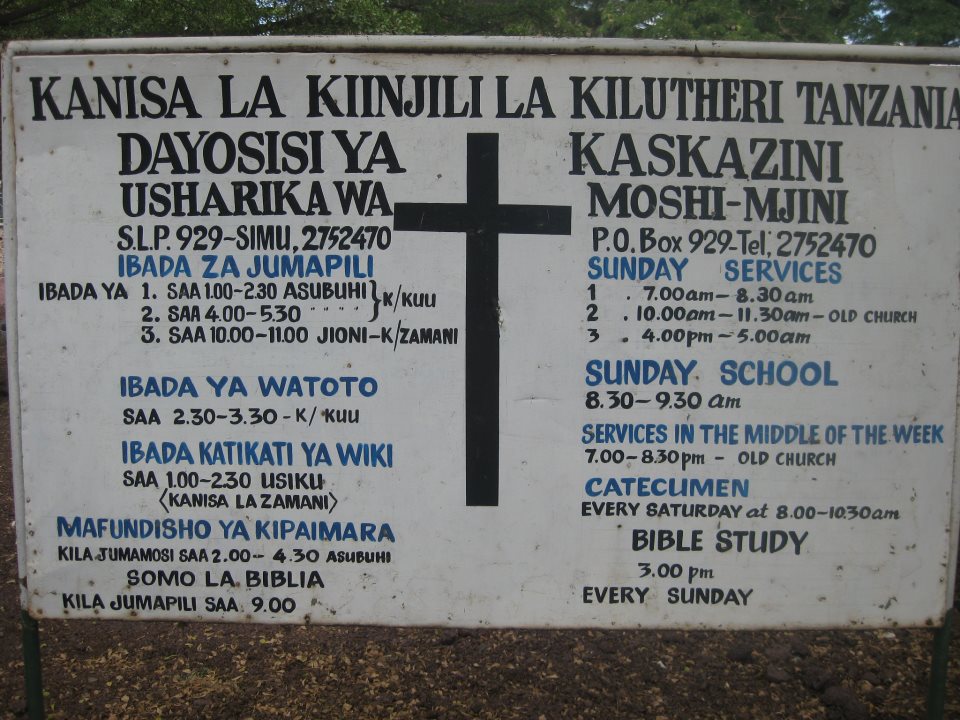 KANISA LA KIINJILI LA KILUTHERI TANZANIA
DAYOSISI YA KASKAZINI
USHARIKA WA MOSHI-MJINI
S.L.P. 929-SIMU, 2752470
IBADA ZA JUMAPILI
IBADA YA 1. SAA 1.00-2.30 ASUBUHI } K/KUU
2. SAA 4.00-5.30 " " " "
3. SAA 10.00-11.00 JIONI-K/ZAMANI
IBADA YA WATOTO
SAA 2.30-3.30 - K/KUU
IBADA KATIKATI YA WIKI
SAA 1.00-2.30 USIKU
〈KANISA LA ZAMANI〉
MAFUNDISHO YA KIPAIMARA
KILA JUMAMOSI SAA 2.00-4.30 ASUBUHI
SOMO LA BIBLIA
KILA JUMAPILI SAA 9.00
P.O. Box 929-Tel, 2752470
SUNDAY SERVICES
1 . 7.00am-8.30am
2 . 10.00am-11.30am-OLD CHURCH
3 . 4.00pm-5.00am
SUNDAY SCHOOL
8.30-9.30 am
SERVICES IN THE MIDDLE OF THE WEEK
7.00-8.30pm - OLD CHURCH
CATECUMEN
EVERY SATURDAY at 8.00-10.30am
BIBLE STUDY
3.00 pm
EVERY SUNDAY